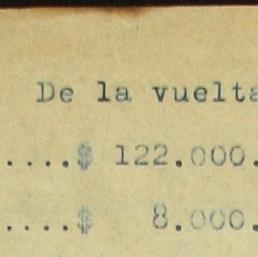 De la vuelta
....$ 122.000.
....$ 8.000.